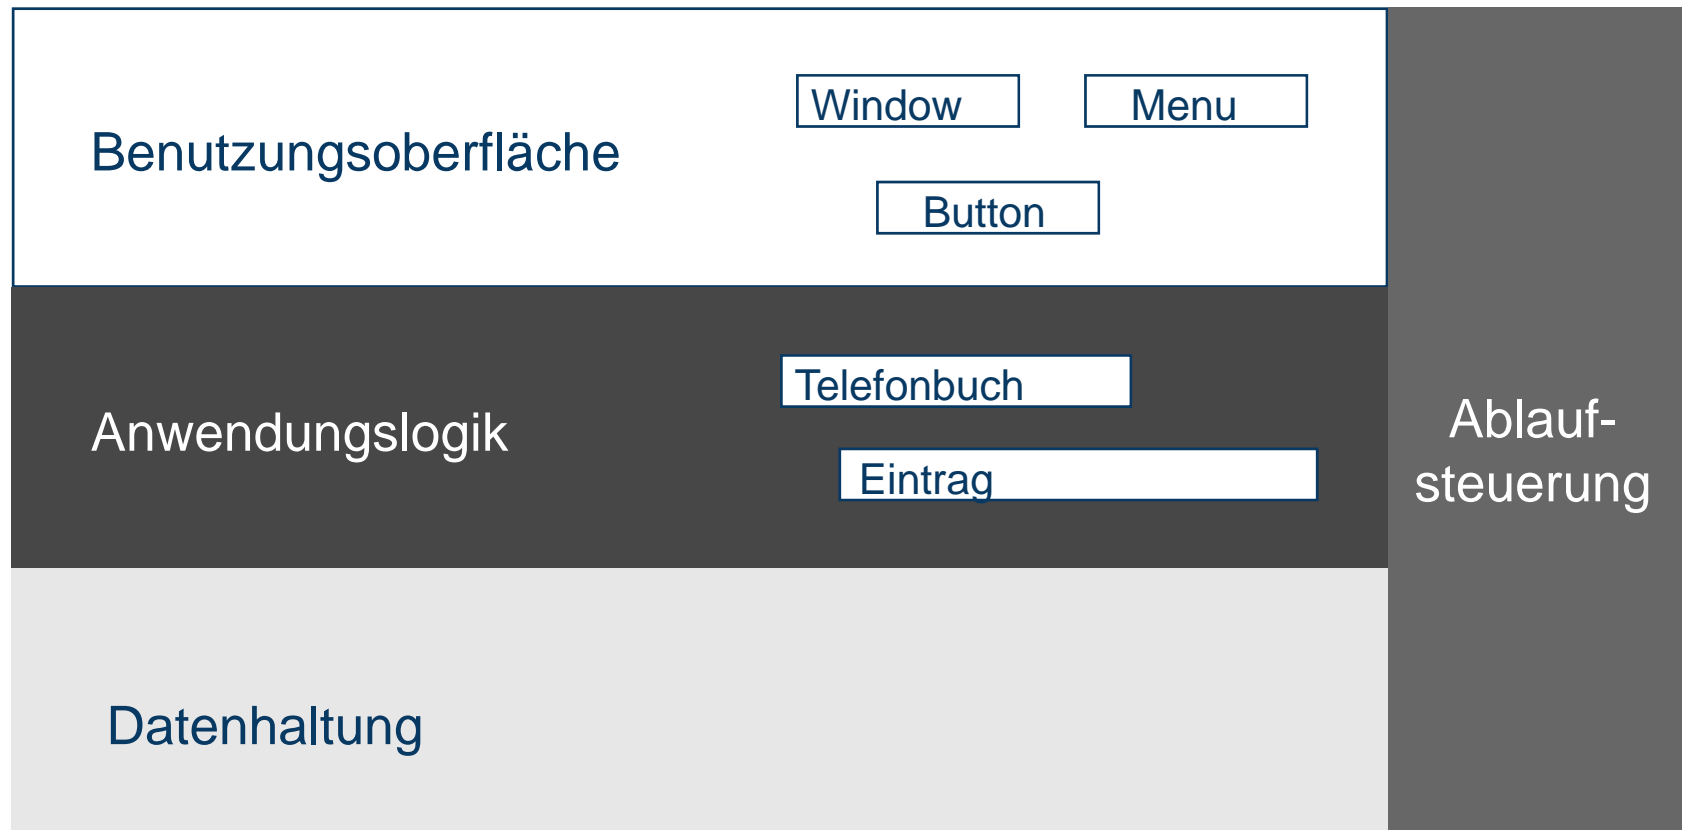 Window
Menu
Benutzungsoberfläche
Button
Telefonbuch
Anwendungslogik
Eintrag
Ablauf-
steuerung
Datenhaltung